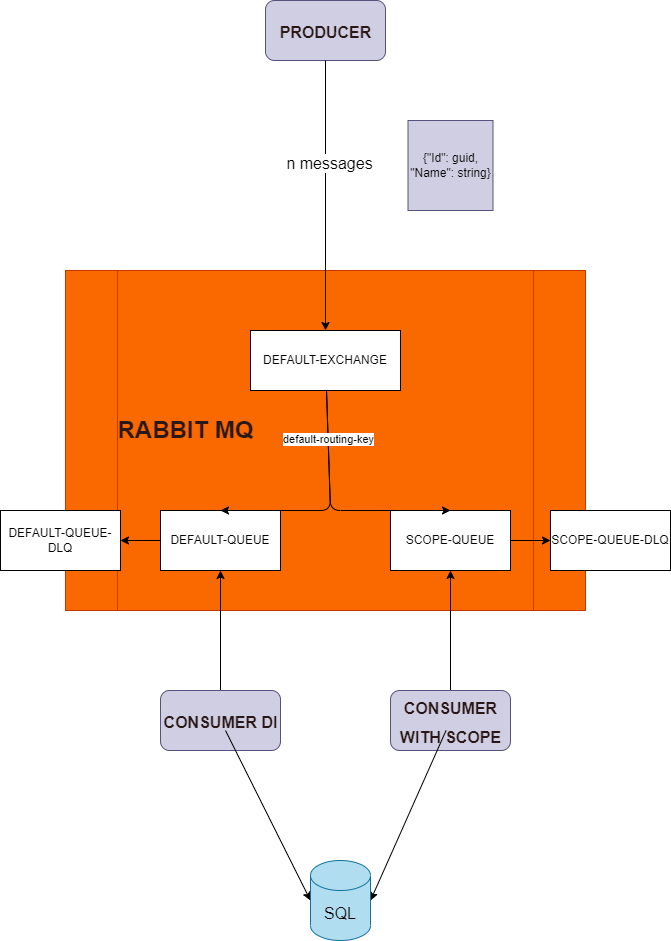 PRODUCER
n messages
{"Id": guid,
"Name": string}
DEFAULT-EXCHANGE
RABBIT MQ
default-routing-key
DEFAULT-QUEUE-
DLQ
DEFAULT-QUEUE
SCOPE-QUEUE
SCOPE-QUEUE-DLQ
CONSUMER DI
CONSUMER
WITH SCOPE
SQL